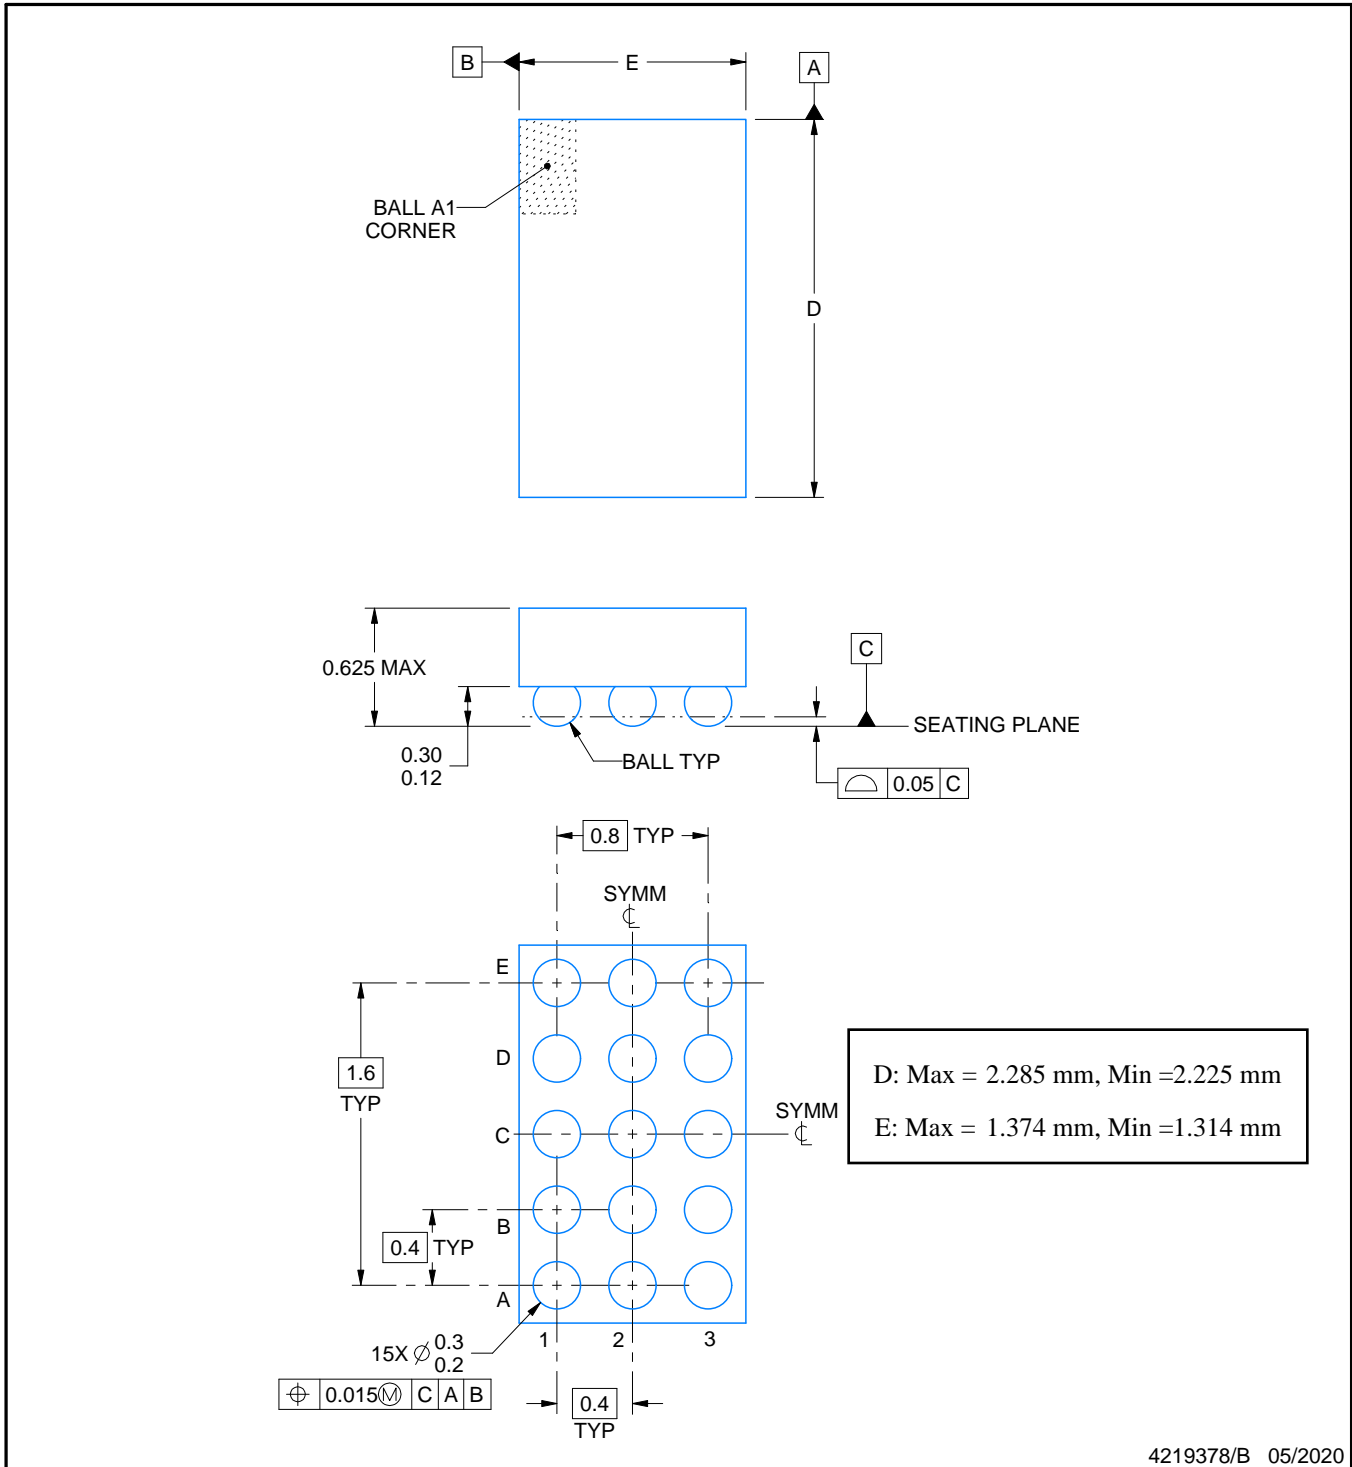 B
E
A
BALL A1
CORNER
D
0.625 MAX
C
SEATING PLANE
0.30
0.12
BALL TYP
0.05 C
0.8 TYP
SYMM
E
D
1.6
TYP
D: Max = 2.285 mm, Min =2.225 mm
E: Max = 1.374 mm, Min =1.314 mm
SYMM
C
B
0.4 TYP
A
1 2 3
15X ∅ 0.3
0.2
⌖ 0.015Ⓜ C A B
0.4
TYP
4219378/B 05/2020